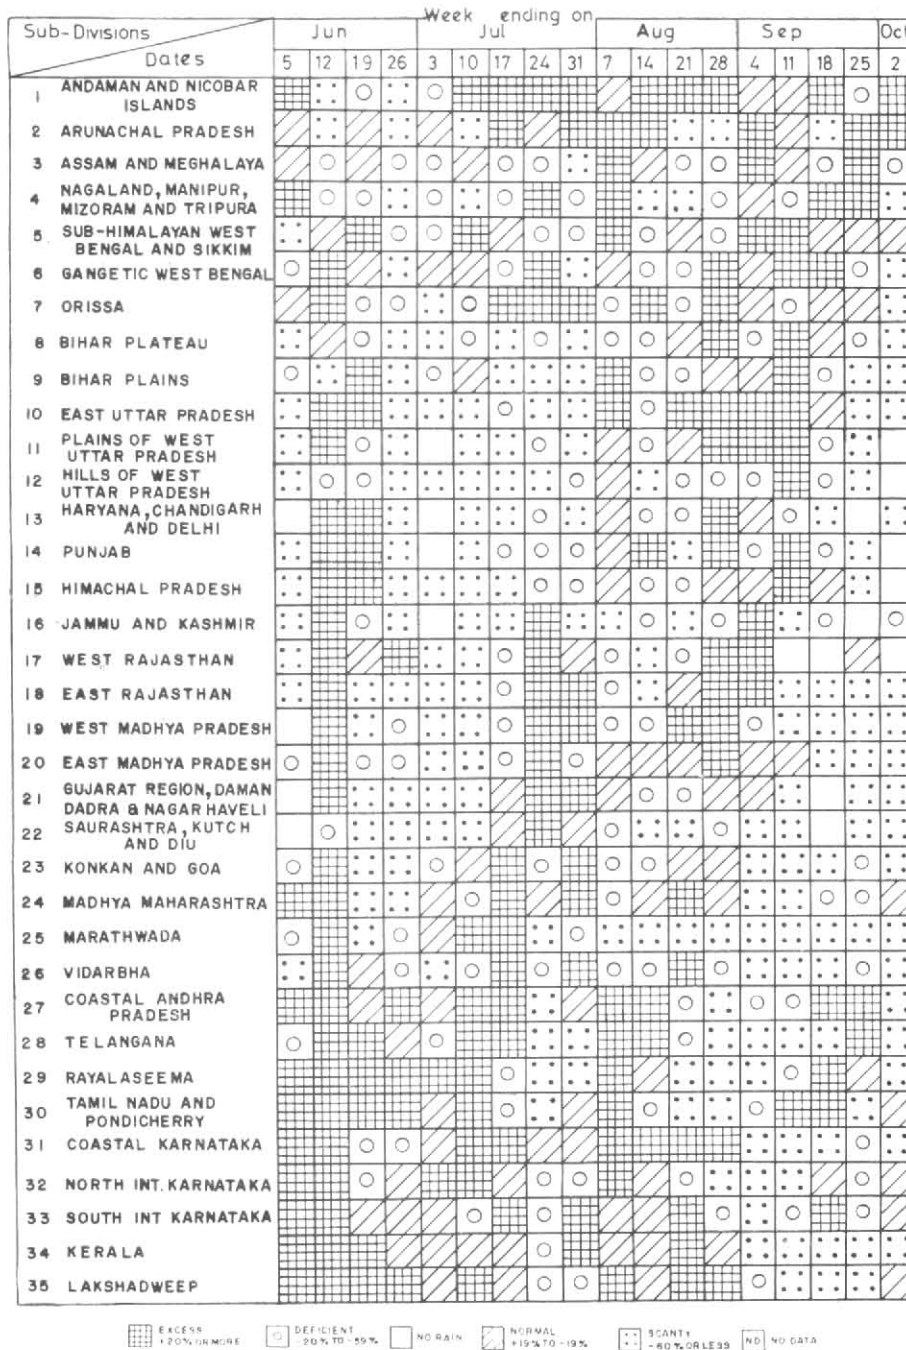 Week ending on
Sub-Divisions Jun Jul Aug Sep Oct
Dates 5 12 19 26 3 10 17 24 31 7 14 21 28 4 11 18 25 2
1 ANDAMAN AND NICOBAR
ISLANDS
2 ARUNACHAL PRADESH
3 ASSAM AND MEGHALAYA
4 NAGALAND, MANIPUR,
MIZORAM AND TRIPURA
5 SUB-HIMALAYAN WEST
BENGAL AND SIKKIM
6 GANGETIC WEST BENGAL
7 ORISSA
8 BIHAR PLATEAU
9 BIHAR PLAINS
10 EAST UTTAR PRADESH
11 PLAINS OF WEST
UTTAR PRADESH
12 HILLS OF WEST
UTTAR PRADESH
13 HARYANA, CHANDIGARH
AND DELHI
14 PUNJAB
15 HIMACHAL PRADESH
16 JAMMU AND KASHMIR
17 WEST RAJASTHAN
18 EAST RAJASTHAN
19 WEST MADHYA PRADESH
20 EAST MADHYA PRADESH
21 GUJARAT REGION, DAMAN
DADRA & NAGAR HAVELI
22 SAURASHTRA, KUTCH
AND DIU
23 KONKAN AND GOA
24 MADHYA MAHARASHTRA
25 MARATHWADA
26 VIDARBHA
27 COASTAL ANDHRA
PRADESH
28 TELANGANA
29 RAYALASEEMA
30 TAMIL NADU AND
PONDICHERRY
31 COASTAL KARNATAKA
32 NORTH INT. KARNATAKA
33 SOUTH INT KARNATAKA
34 KERALA
35 LAKSHADWEEP
EXCESS DEFICIENT NO RAIN NORMAL SCANTY ND NO DATA
+20% OR MORE -20% TO -59% +19% TO -19% -60% OR LESS